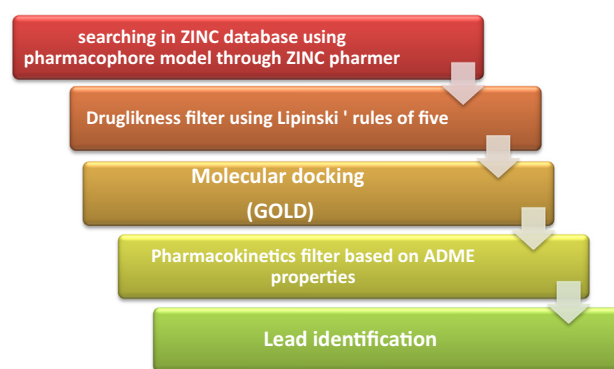 searching in ZINC database using
pharmacophore model through ZINC pharmer
Druglikness filter using Lipinski ' rules of five
Molecular docking
(GOLD)
Pharmacokinetics filter based on ADME
properties
Lead identification